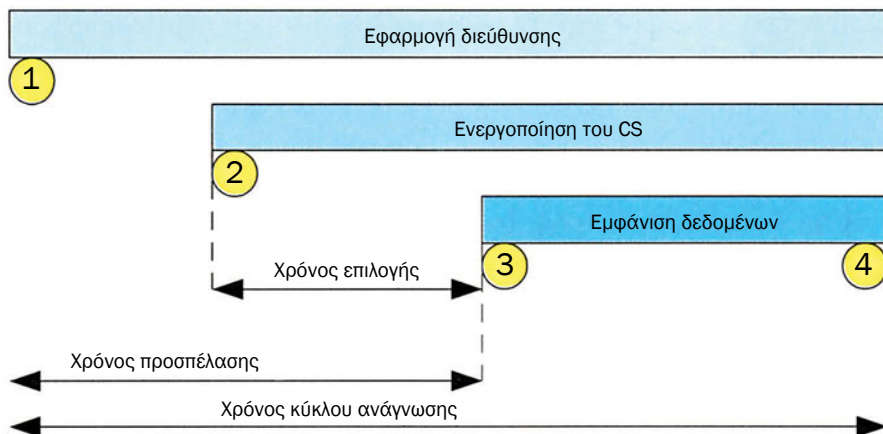 Εφαρμογή διεύθυνσης
1
Ενεργοποίηση του CS
2
Εμφάνιση δεδομένων
3
4
Χρόνος επιλογής
Χρόνος προσπέλασης
Χρόνος κύκλου ανάγνωσης